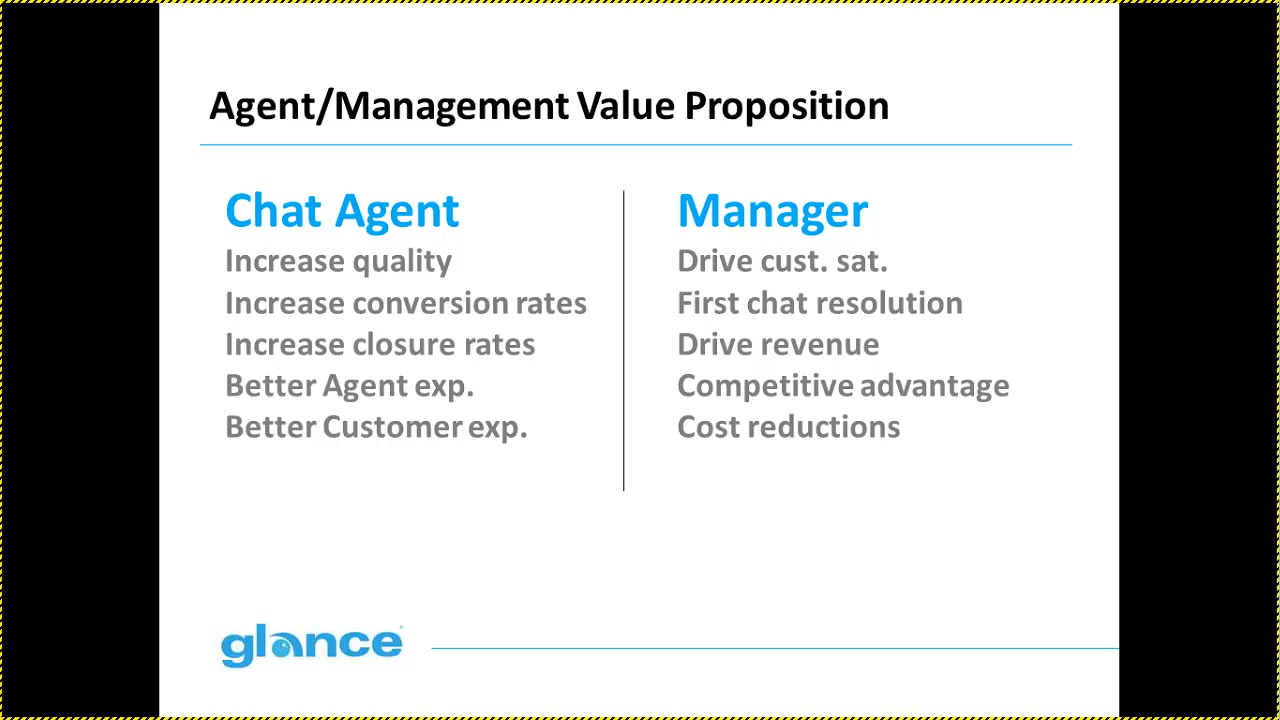 Agent/Management Value Proposition
Chat Agent
Increase quality
Increase conversion rates
Increase closure rates
Better Agent exp.
Better Customer exp.
Manager
Drive cust. sat.
First chat resolution
Drive revenue
Competitive advantage
Cost reductions
glance